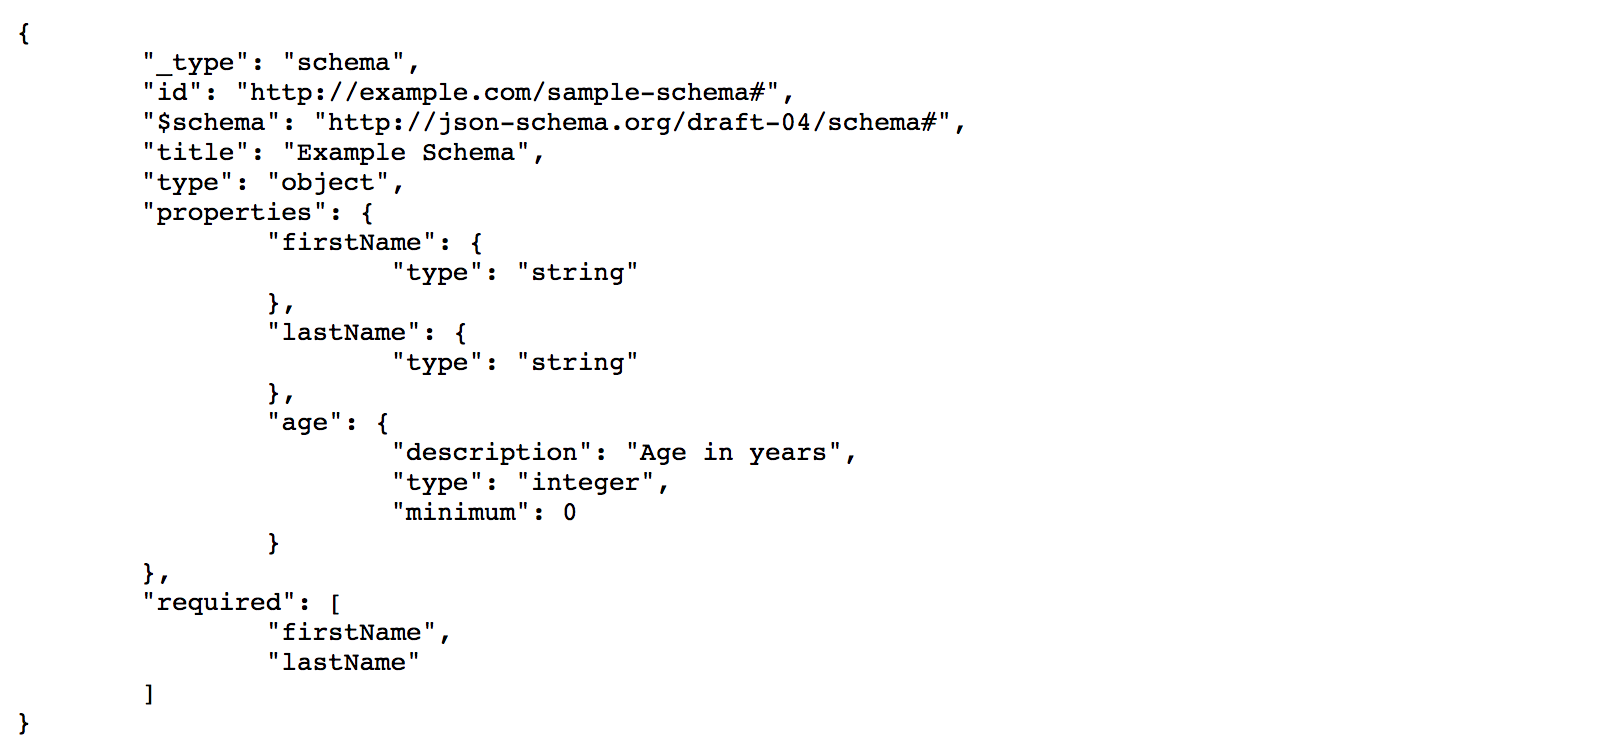 {
"_type": "schema",
"id": "http://example.com/sample-schema#",
"$schema": "http://json-schema.org/draft-04/schema#",
"title": "Example Schema",
"type": "object",
"properties": {
"firstName": {
"type": "string"
},
"lastName": {
"type": "string"
},
"age": {
"description": "Age in years",
"type": "integer",
"minimum": 0
}
},
"required": [
"firstName",
"lastName"
]
}